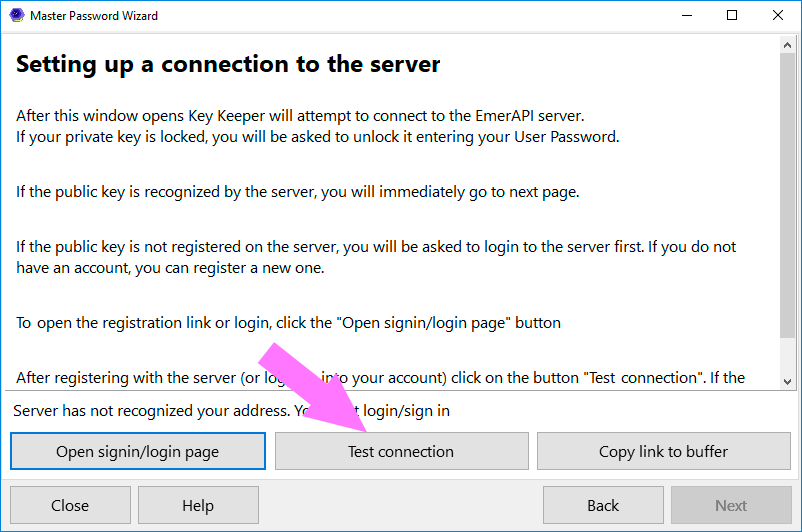 Master Password Wizard
Setting up a connection to the server
After this window opens Key Keeper will attempt to connect to the EmerAPI server.
If your private key is locked, you will be asked to unlock it entering your User Password.
If the public key is recognized by the server, you will immediately go to next page.
If the public key is not registered on the server, you will be asked to login to the server first. If you do not
have an account, you can register a new one.
To open the registration link or login, click the "Open signin/login page" button
After registering with the server (or into your account) click on the button "Test connection". If the
Server has not recognized your address. login/sign in
Open signin/login page
Test connection
Copy link to buffer
Close
Help
Back
Next